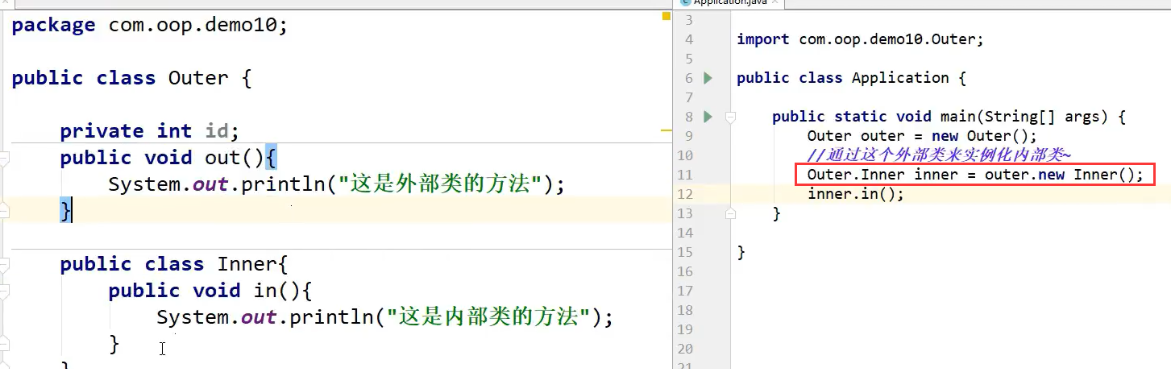 package com.oop.demo10;
public class Outer {
private int id;
public void out(){
System.out.println("这是外部类的方法");
}
public class Inner{
public void in(){
System.out.println("这是内部类的方法");
}
Application.java
3
4 import com.oop.demo10.Outer;
5
6 public class Application {
7
8 public static void main(String[] args) {
9 Outer outer = new Outer();
10 //通过这个外部类来实例化内部类~
11 Outer.Inner inner = outer.new Inner();
12 inner.in();
13 }
14
15 }
16
17
18
19
20
21